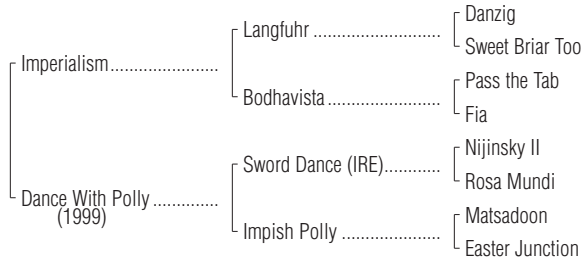 Danzig
Langfuhr
Sweet Briar Too
Imperialism
Pass the Tab
Bodhavista
Fia
Nijinsky II
Sword Dance (IRE)
Rosa Mundi
Dance With Polly
(1999)
Matsadoon
Impish Polly
Easter Junction